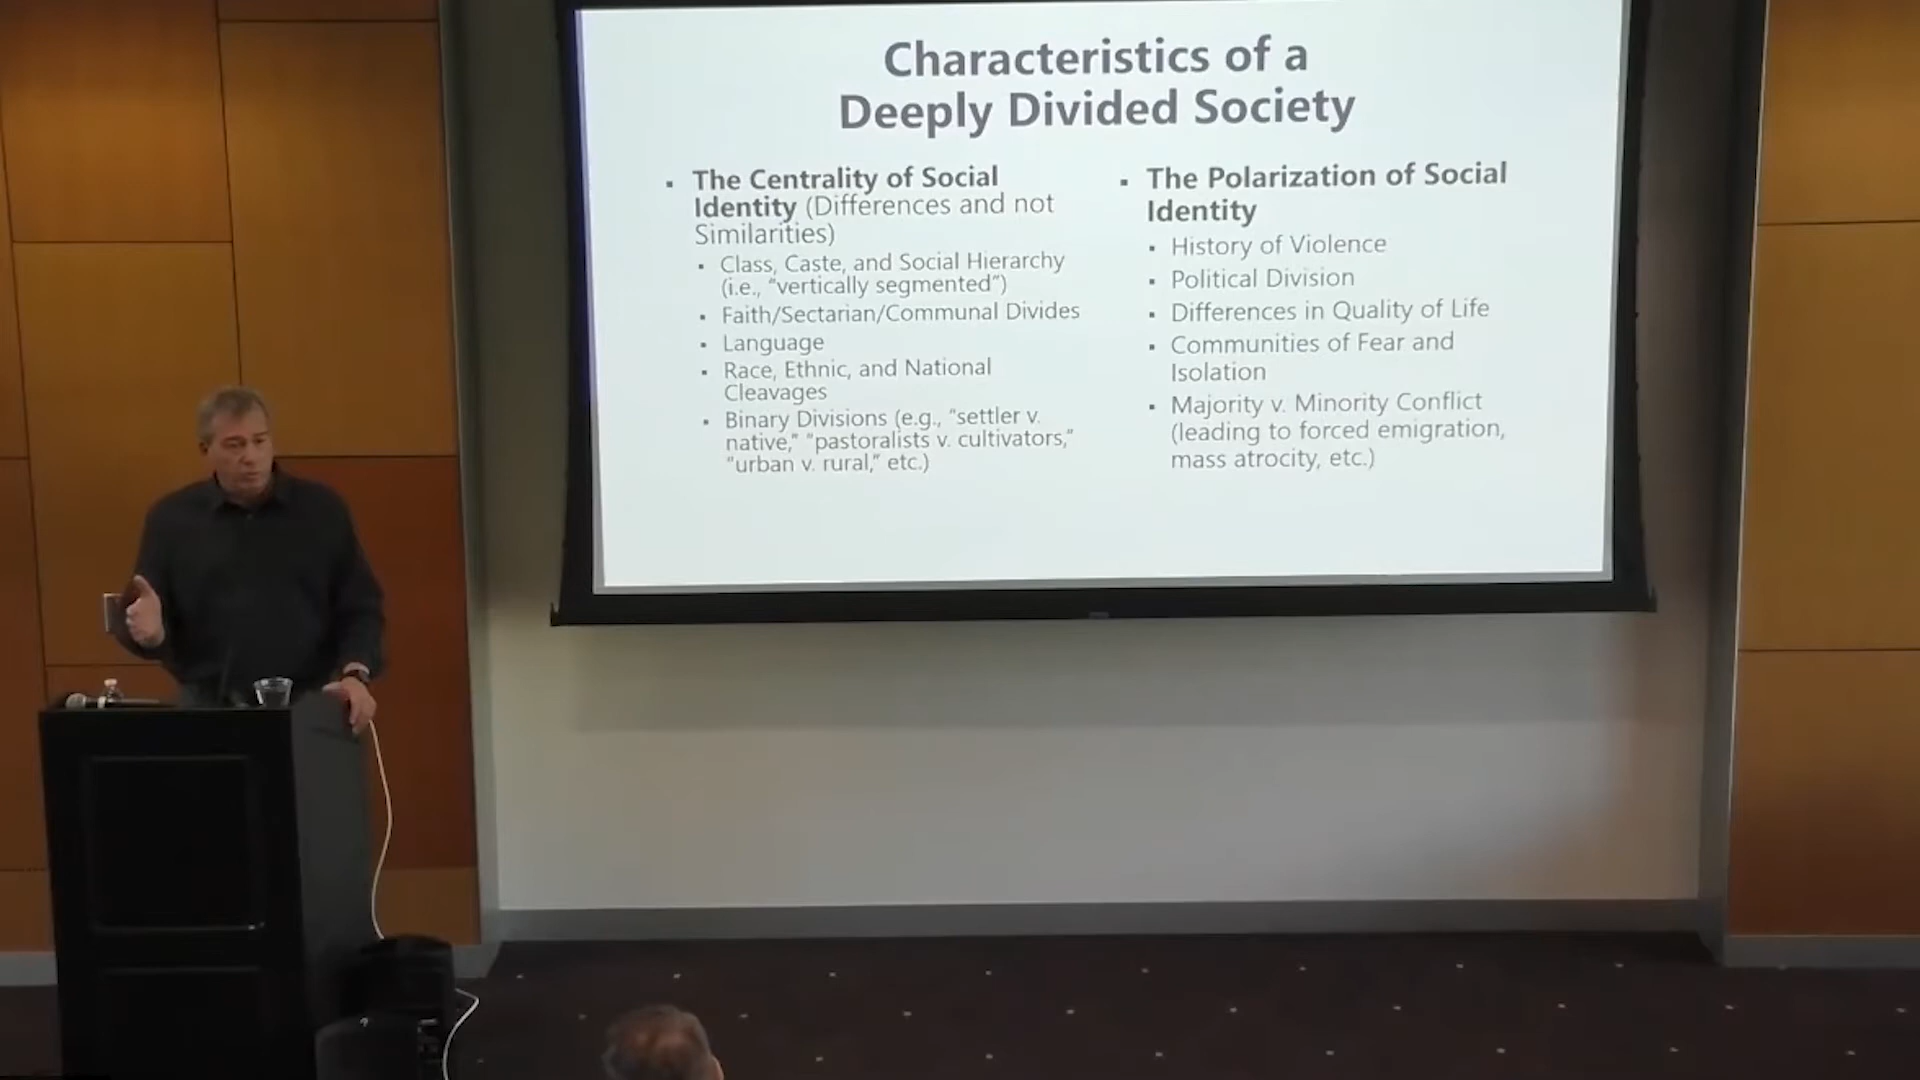 Characteristics of a
Deeply Divided Society
▪ The Centrality of Social
Identity (Differences and not
Similarities)
▪ Class, Caste, and Social Hierarchy
(i.e., “vertically segmented”)
▪ Faith/Sectarian/Communal Divides
▪ Language
▪ Race, Ethnic, and National
Cleavages
▪ Binary Divisions (e.g., “settler v.
native,” “pastoralists v. cultivators,”
“urban v. rural,” etc.)
▪ The Polarization of Social
Identity
▪ History of Violence
▪ Political Division
▪ Differences in Quality of Life
▪ Communities of Fear and
Isolation
▪ Majority v. Minority Conflict
(leading to forced emigration,
mass atrocity, etc.)